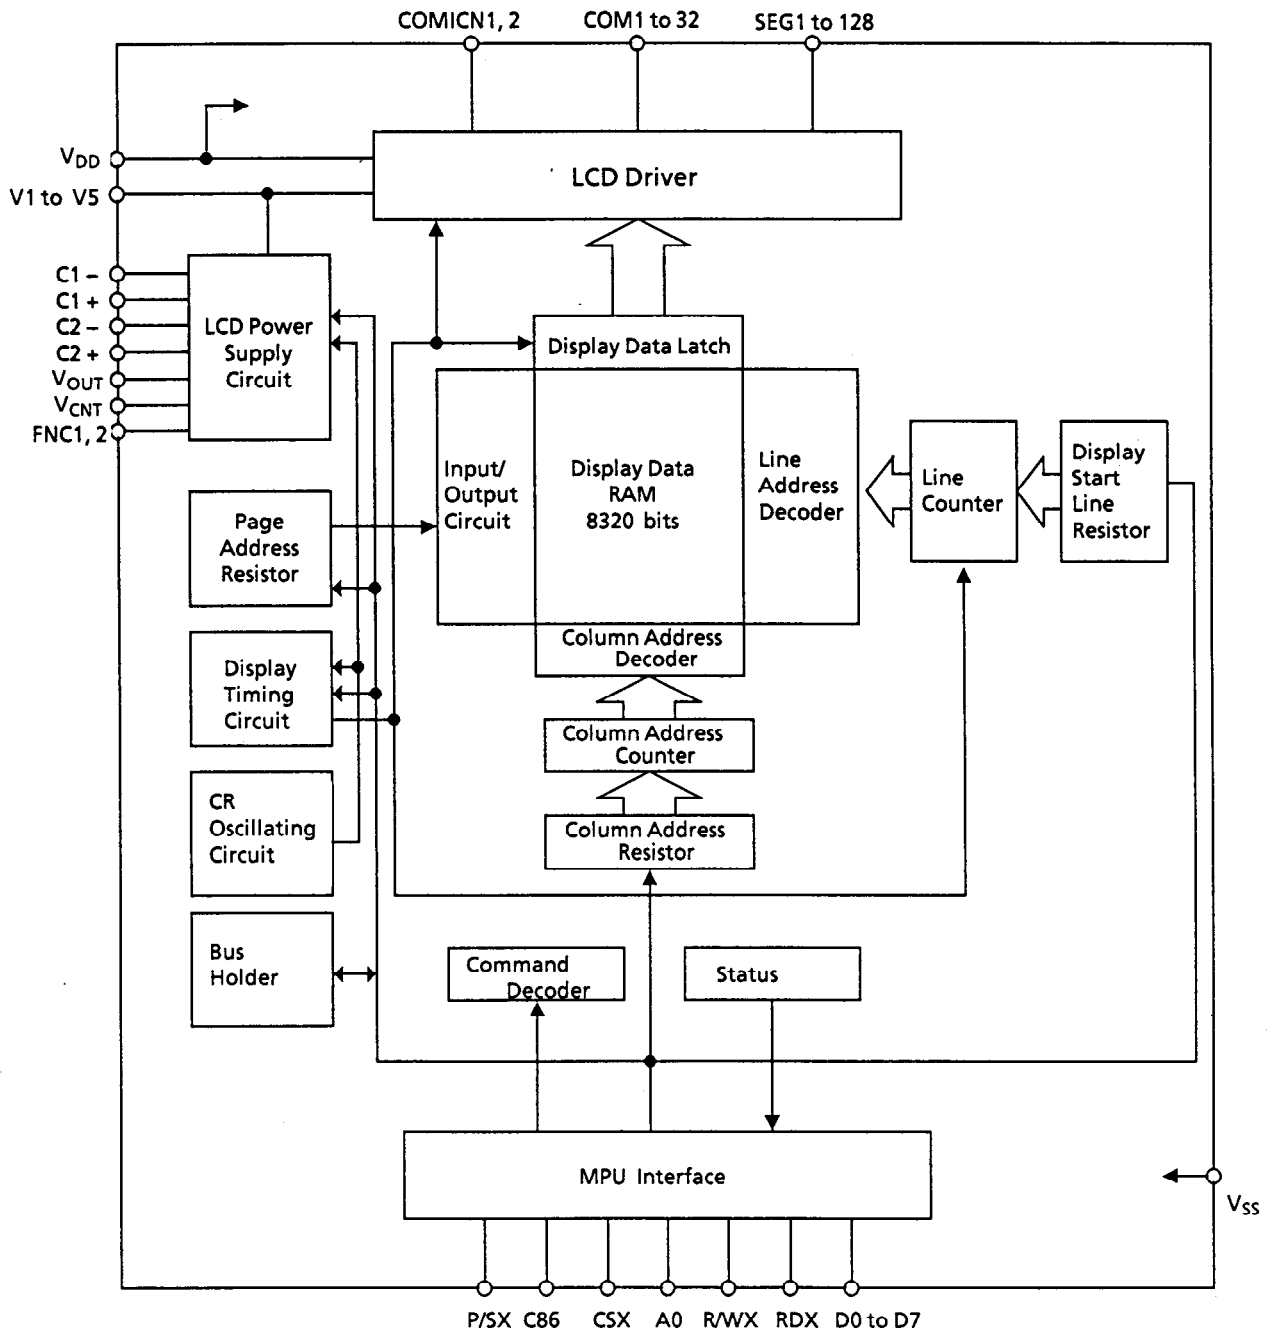 COMICN1, 2
COM1 to 32
SEG1 to 128
VDD
V1 to V5
LCD Driver
C1 –
C1 +
C2 –
C2 +
VOUT
VCNT
FNC1, 2
LCD Power
Supply
Circuit
Display Data Latch
Input/
Output
Circuit
Display Data
RAM
8320 bits
Line
Address
Decoder
Line
Counter
Display
Start
Line
Resistor
Page
Address
Resistor
Column Address
Decoder
Display
Timing
Circuit
Column Address
Counter
CR
Oscillating
Circuit
Column Address
Resistor
Bus
Holder
Command
Decoder
Status
MPU Interface
VSS
P/SX
C86
CSX
A0
R/WX
RDX
D0 to D7